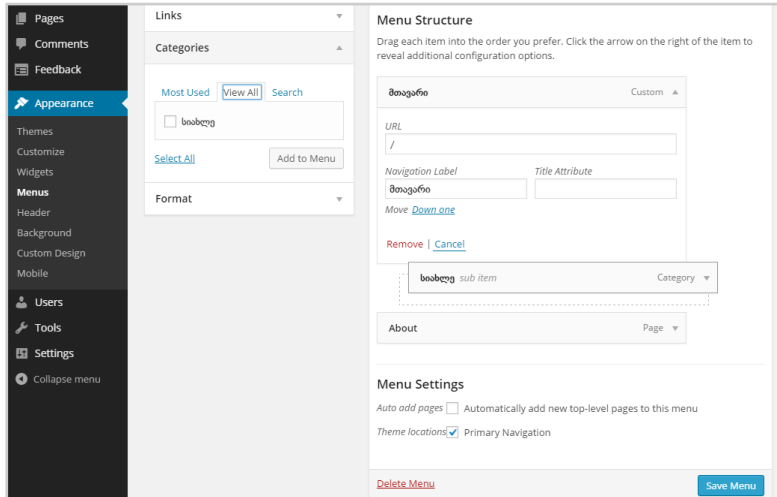 Pages
Comments
Feedback
Appearance
Themes
Customize
Widgets
Menus
Header
Background
Custom Design
Mobile
Users
Tools
Settings
Collapse menu
Links
Categories
Most Used View All Search
სიახლე
Select All Add to Menu
Format
Menu Structure
Drag each item into the order you prefer. Click the arrow on the right of the item to
reveal additional configuration options.
მთავარი Custom
URL
/
Navigation Label Title Attribute
მთავარი
Move Down one
Remove | Cancel
სიახლე sub item Category
About Page
Menu Settings
Auto add pages Automatically add new top-level pages to this menu
Theme locations Primary Navigation
Delete Menu Save Menu